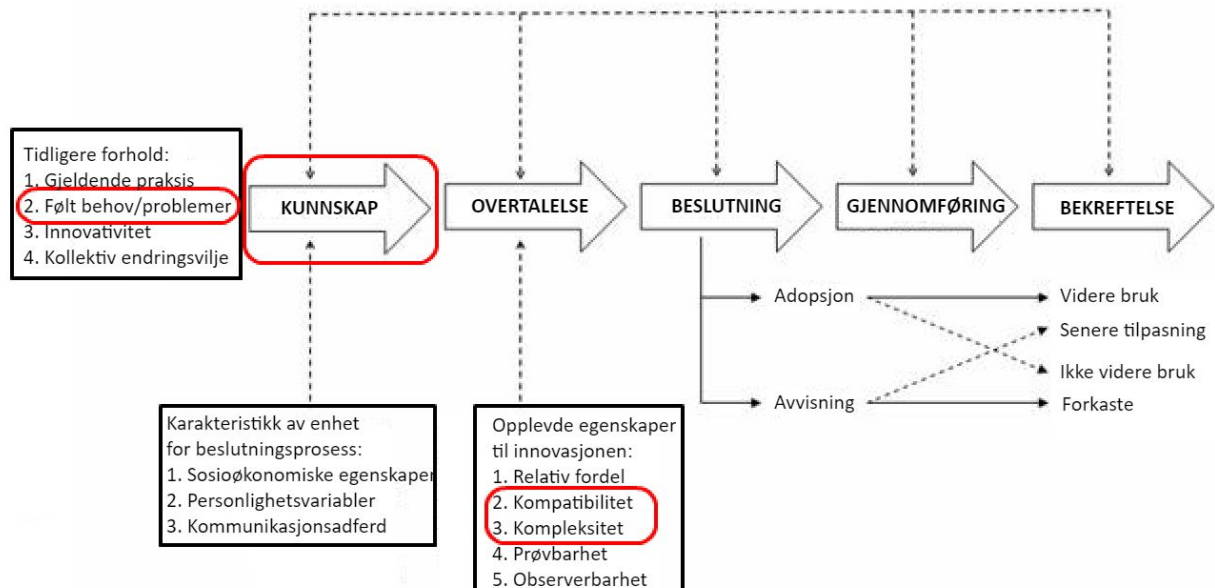 Tidligere forhold:
1. Gjeldende praksis
2. Følt behov/problemer
3. Innovativitet
4. Kollektiv endringsvilje
KUNNSKAP
OVERTALELSE
BESLUTNING
GJENNOMFØRING
BEKREFTELSE
Adopsjon
Avvisning
Videre bruk
Senere tilpasning
Ikke videre bruk
Forkaste
Karakteristikk av enhet
for beslutningsprosess:
1. Sosioøkonomiske egenskaper
2. Personlighetsvariabler
3. Kommunikasjonsadferd
Opplevde egenskaper
til innovasjonen:
1. Relativ fordel
2. Kompatibilitet
3. Kompleksitet
4. Prøvbarhet
5. Observerbarhet